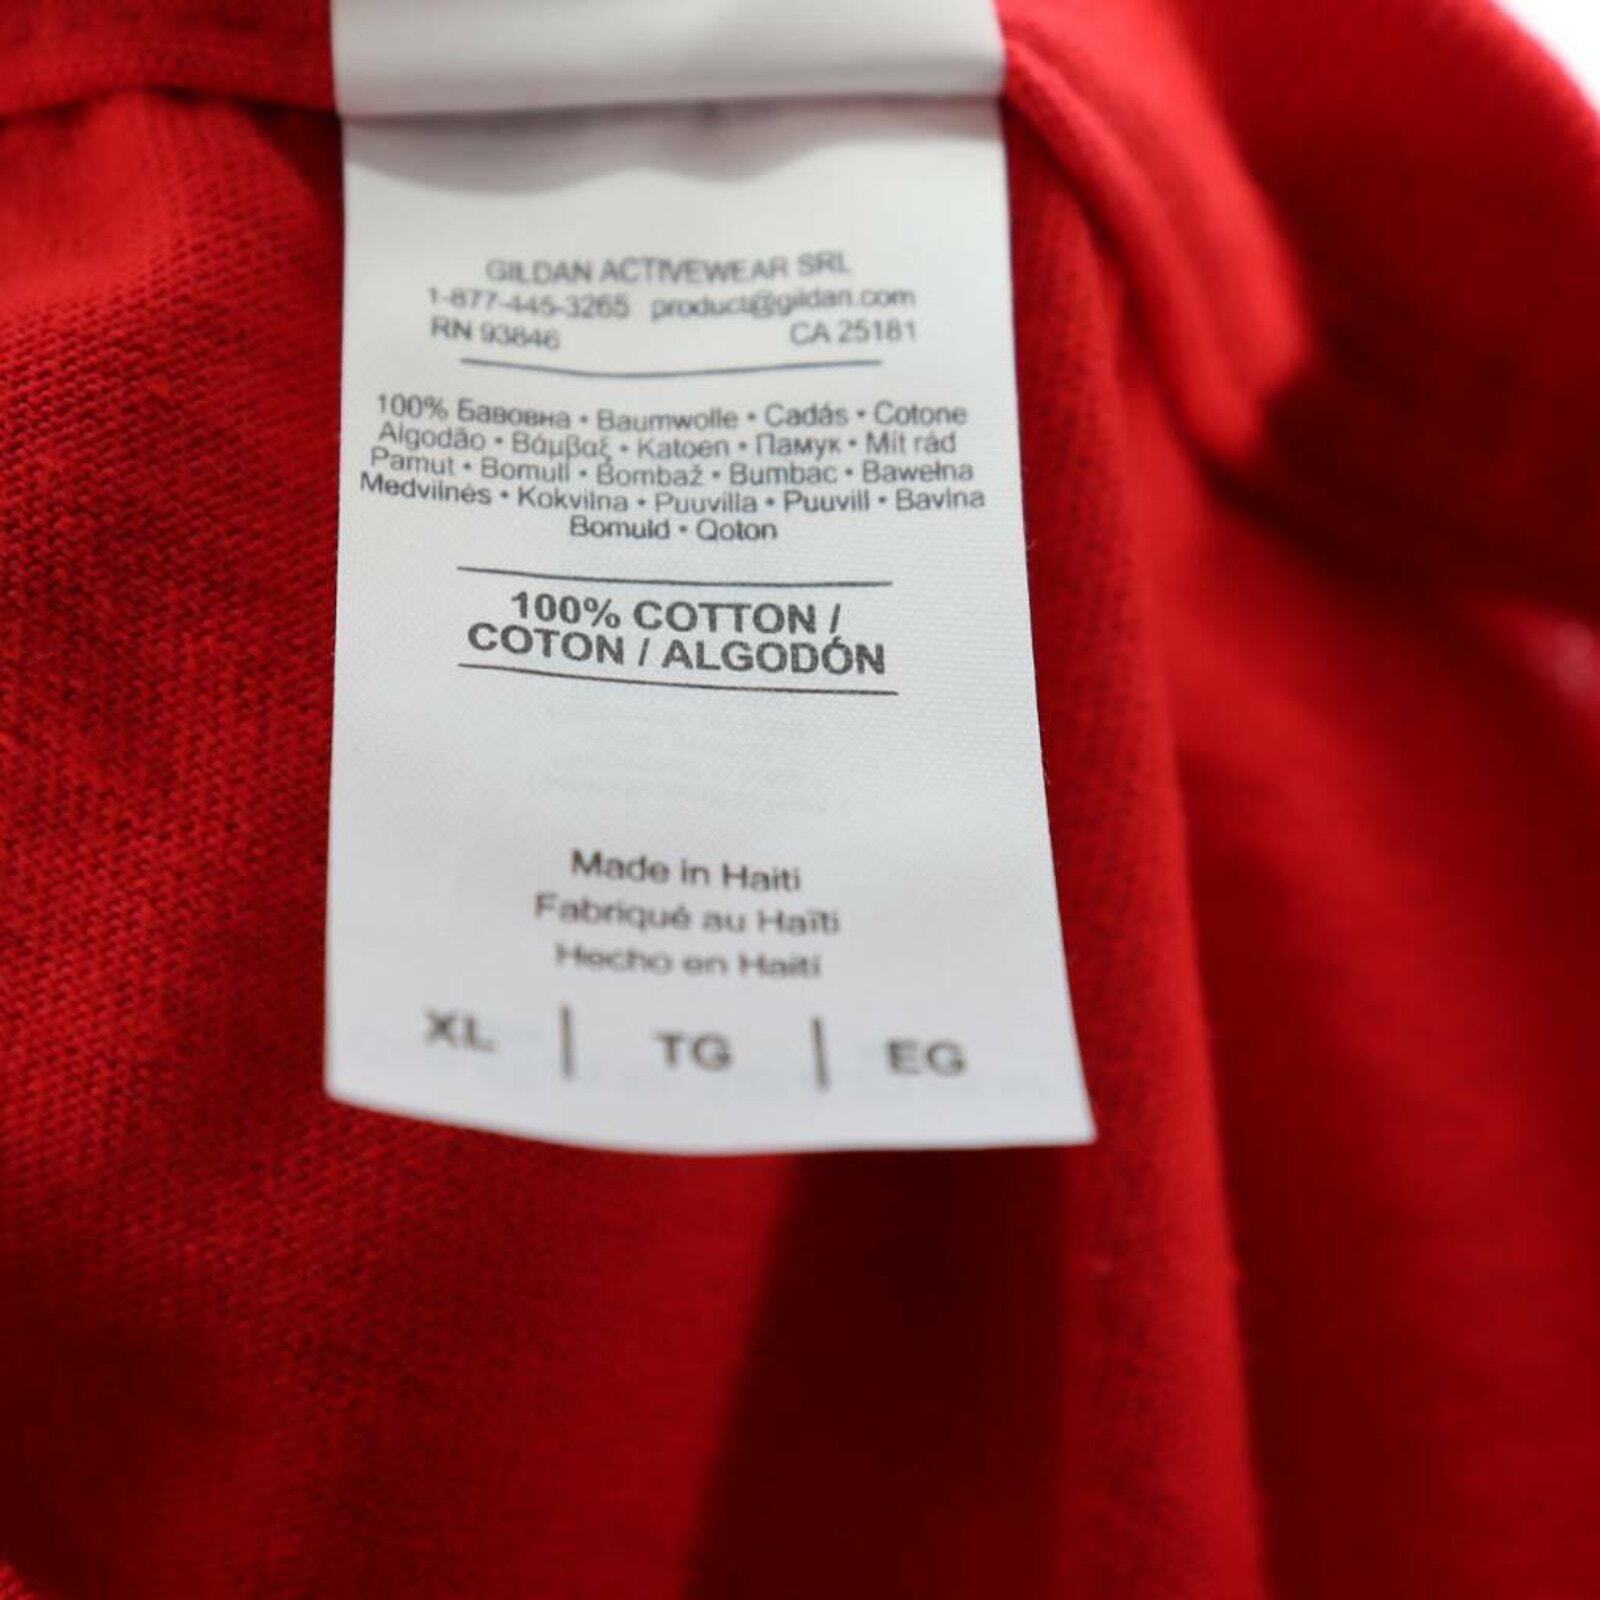 GILDAN ACTIVEWEAR SRL
1-877-445-3265 product@gildan.com
RN 93846 CA 25181
100% Бавовна • Baumwolle • Cadás • Cotone
Algodão • Βάμβαξ • Katoen • Памук • Mít rád
Pamut • Bomull • Bombaž • Bumbac • Bawełna
Medvilnės • Kokvilna • Puuvilla • Puuvill • Bavlna
Bomuld • Qoton
100% COTTON /
COTON / ALGODÓN
Made in Haiti
Fabriqué au Haïti
Hecho en Haití
XL | TG | EG